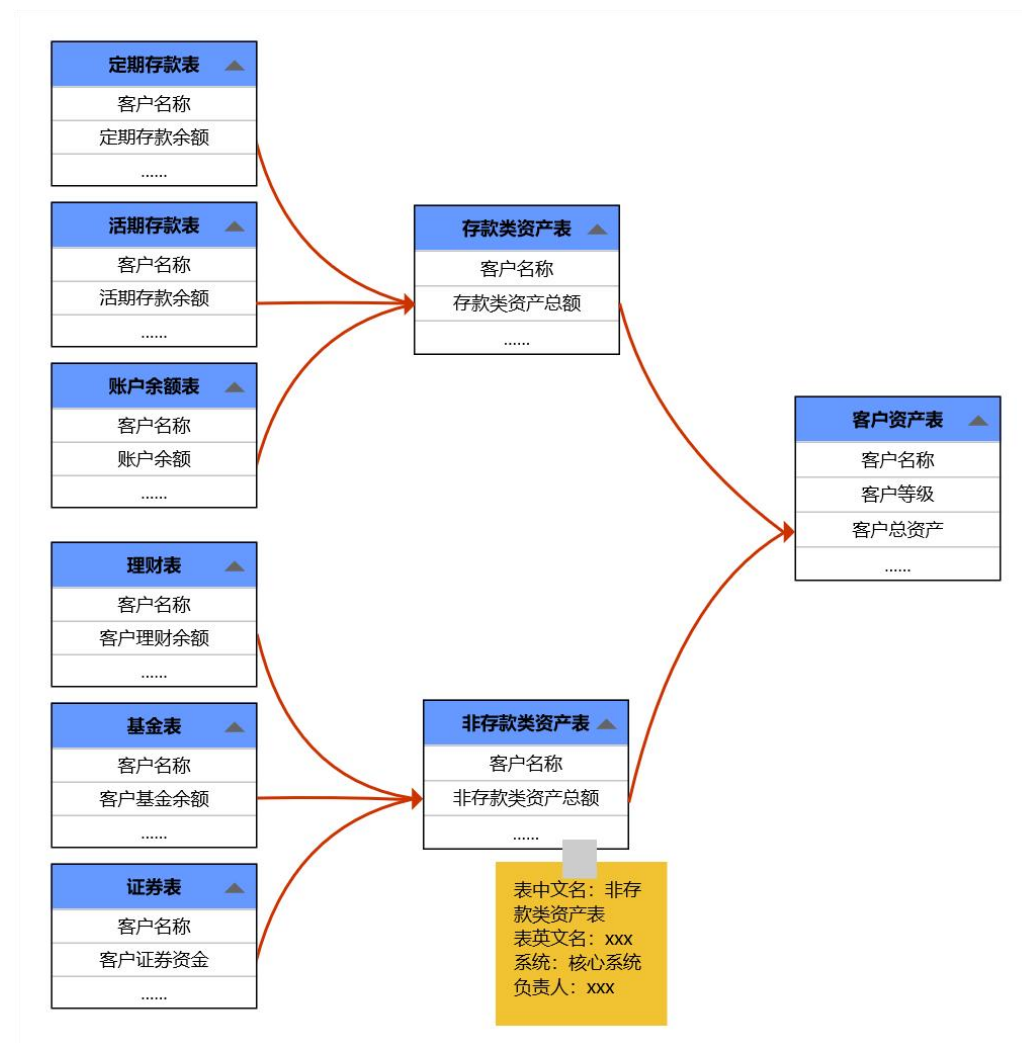 定期存款表
客户名称
定期存款余额
......
活期存款表
客户名称
活期存款余额
......
账户余额表
客户名称
账户余额
......
存款类资产表
客户名称
存款类资产总额
......
客户资产表
客户名称
客户等级
客户总资产
......
理财表
客户名称
客户理财余额
......
基金表
客户名称
客户基金余额
......
证券表
客户名称
客户证券资金
......
非存款类资产表
客户名称
非存款类资产总额
......
表中文名：非存
款类资产表
表英文名：xxx
系统：核心系统
负责人：xxx